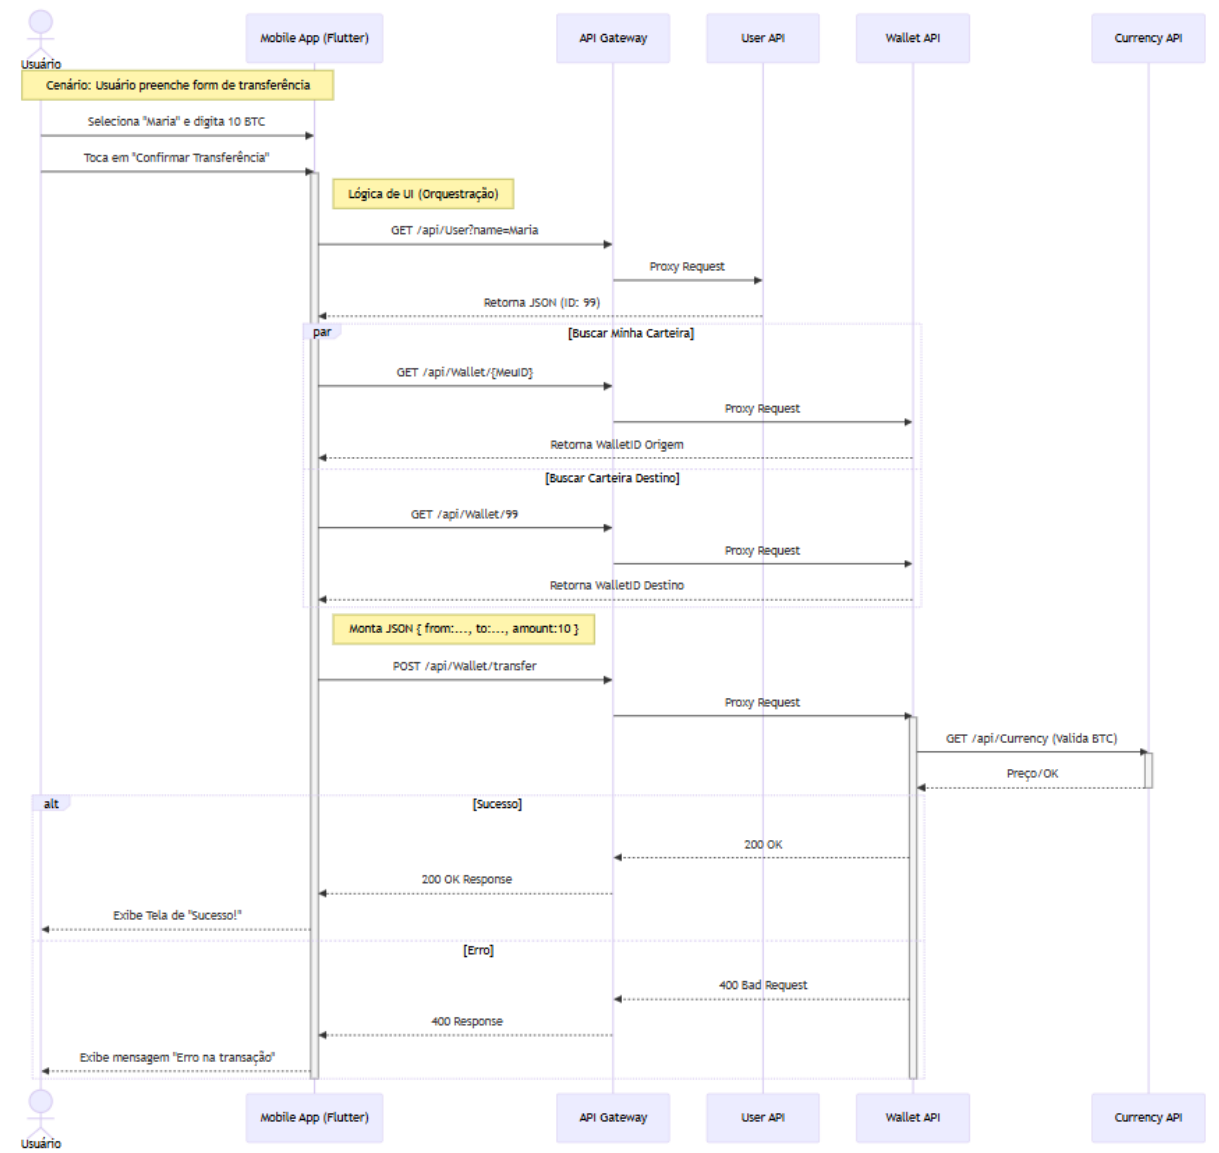 Usuário
Mobile App (Flutter)
API Gateway
User API
Wallet API
Currency API
Cenário: Usuário preenche form de transferência
Seleciona "Maria" e digita 10 BTC
Toca em "Confirmar Transferência"
Lógica de UI (Orquestração)
GET /api/User?name=Maria
Proxy Request
Retorna JSON (ID: 99)
par
[Buscar Minha Carteira]
GET /api/Wallet/{MeuID}
Proxy Request
Retorna WalletID Origem
[Buscar Carteira Destino]
GET /api/Wallet/99
Proxy Request
Retorna WalletID Destino
Monta JSON { from:..., to:..., amount:10 }
POST /api/Wallet/transfer
Proxy Request
GET /api/Currency (Valida BTC)
Preço/OK
alt
[Sucesso]
200 OK
200 OK Response
Exibe Tela de "Sucesso!"
[Erro]
400 Bad Request
400 Response
Exibe mensagem "Erro na transação"
Usuário
Mobile App (Flutter)
API Gateway
User API
Wallet API
Currency API